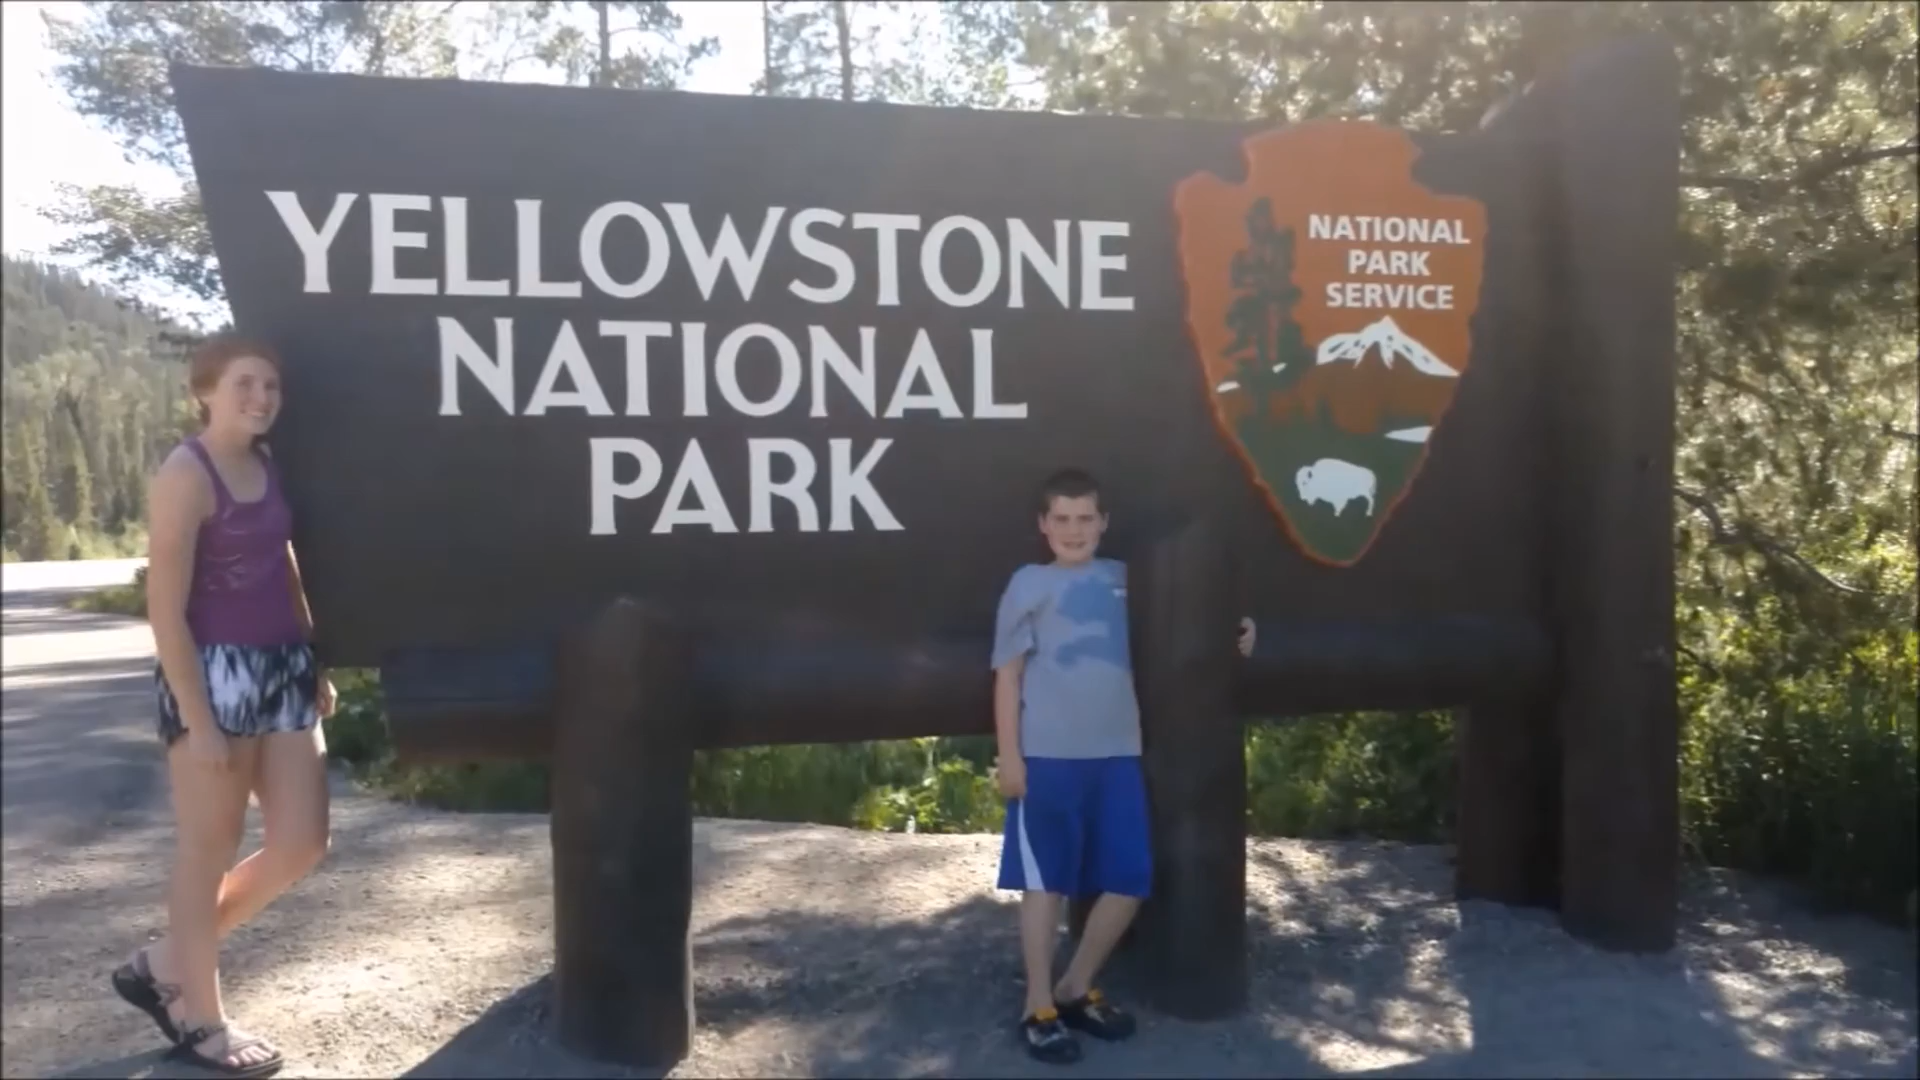 YELLOWSTONE
NATIONAL
PARK
NATIONAL
PARK
SERVICE